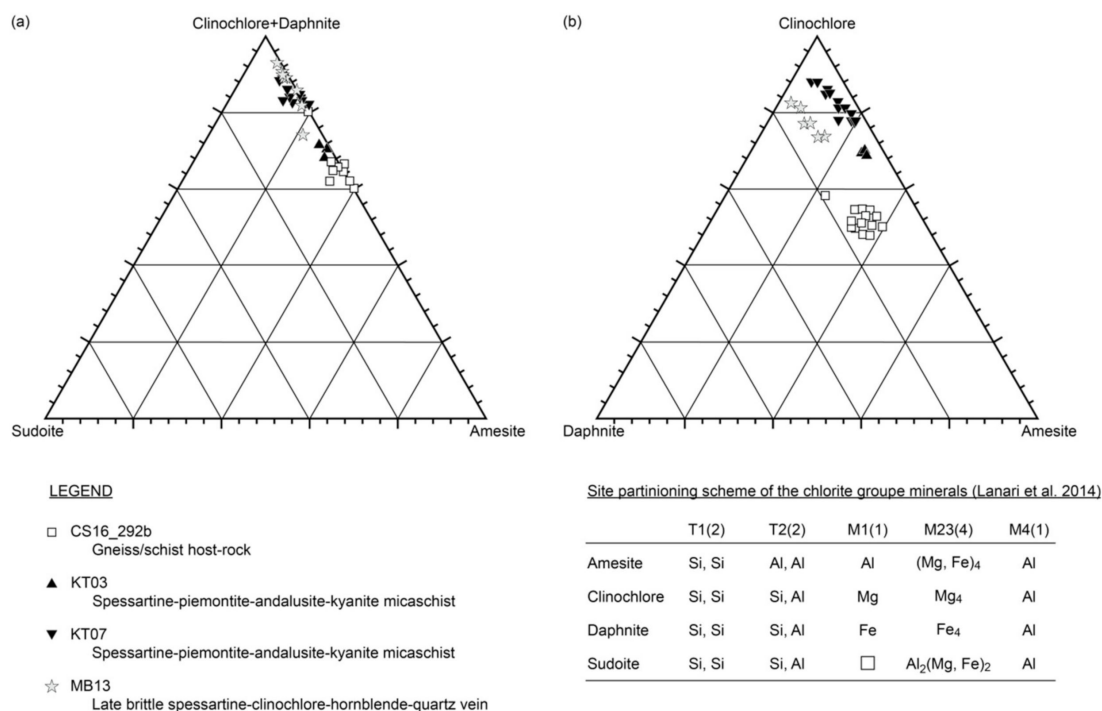 (a)
Clinochlore+Daphnite
Sudoite
Amesite
(b)
Clinochlore
Daphnite
Amesite
LEGEND
□ CS16_292b
Gneiss/schist host-rock
▲ KT03
Spessartine-piemontite-andalusite-kyanite micaschist
▼ KT07
Spessartine-piemontite-andalusite-kyanite micaschist
☆ MB13
Late brittle spessartine-clinochlore-hornblende-quartz vein
Site partinioning scheme of the chlorite groupe minerals (Lanari et al. 2014)
T1(2) T2(2) M1(1) M23(4) M4(1)
Amesite Si, Si Al, Al Al (Mg, Fe)₄ Al
Clinochlore Si, Si Si, Al Mg Mg₄ Al
Daphnite Si, Si Si, Al Fe Fe₄ Al
Sudoite Si, Si Si, Al □ Al₂(Mg, Fe)₂ Al